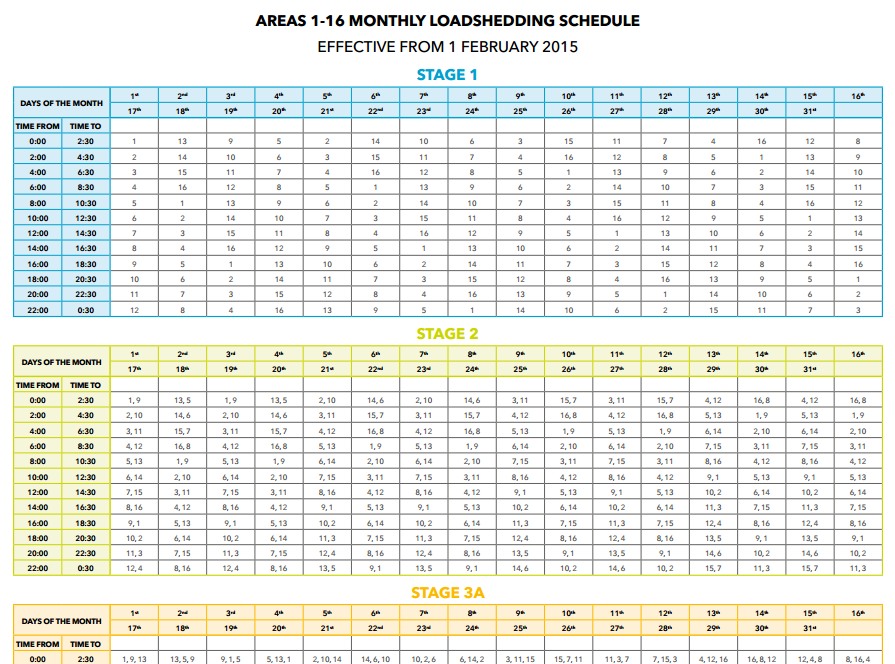 AREAS 1-16 MONTHLY LOADSHEDDING SCHEDULE
EFFECTIVE FROM 1 FEBRUARY 2015
STAGE 1
DAYS OF THE MONTH 1st 2nd 3rd 4th 5th 6th 7th 8th 9th 10th 11th 12th 13th 14th 15th 16th
17th 18th 19th 20th 21st 22nd 23rd 24th 25th 26th 27th 28th 29th 30th 31st
TIME FROM TIME TO
0:00 2:30 1 13 9 5 2 14 10 6 3 15 11 7 4 16 12 8
2:00 4:30 2 14 10 6 3 15 11 7 4 16 12 8 5 1 13 9
4:00 6:30 3 15 11 7 4 16 12 8 5 1 13 9 6 2 14 10
6:00 8:30 4 16 12 8 5 1 13 9 6 2 14 10 7 3 15 11
8:00 10:30 5 1 13 9 6 2 14 10 7 3 15 11 8 4 16 12
10:00 12:30 6 2 14 10 7 3 15 11 8 4 16 12 9 5 1 13
12:00 14:30 7 3 15 11 8 4 16 12 9 5 1 13 10 6 2 14
14:00 16:30 8 4 16 12 9 5 1 13 10 6 2 14 11 7 3 15
16:00 18:30 9 5 1 13 10 6 2 14 11 7 3 15 12 8 4 16
18:00 20:30 10 6 2 14 11 7 3 15 12 8 4 16 13 9 5 1
20:00 22:30 11 7 3 15 12 8 4 16 13 9 5 1 14 10 6 2
22:00 0:30 12 8 4 16 13 9 5 1 14 10 6 2 15 11 7 3
STAGE 2
DAYS OF THE MONTH 1st 2nd 3rd 4th 5th 6th 7th 8th 9th 10th 11th 12th 13th 14th 15th 16th
17th 18th 19th 20th 21st 22nd 23rd 24th 25th 26th 27th 28th 29th 30th 31st
TIME FROM TIME TO
0:00 2:30 1, 9 13, 5 1, 9 13, 5 2, 10 14, 6 2, 10 14, 6 3, 11 15, 7 3, 11 15, 7 4, 12 16, 8 4, 12 16, 8
2:00 4:30 2, 10 14, 6 2, 10 14, 6 3, 11 15, 7 3, 11 15, 7 4, 12 16, 8 4, 12 16, 8 5, 13 1, 9 5, 13 1, 9
4:00 6:30 3, 11 15, 7 3, 11 15, 7 4, 12 16, 8 4, 12 16, 8 5, 13 1, 9 5, 13 1, 9 6, 14 2, 10 6, 14 2, 10
6:00 8:30 4, 12 16, 8 4, 12 16, 8 5, 13 1, 9 5, 13 1, 9 6, 14 2, 10 6, 14 2, 10 7, 15 3, 11 7, 15 3, 11
8:00 10:30 5, 13 1, 9 5, 13 1, 9 6, 14 2, 10 6, 14 2, 10 7, 15 3, 11 7, 15 3, 11 8, 16 4, 12 8, 16 4, 12
10:00 12:30 6, 14 2, 10 6, 14 2, 10 7, 15 3, 11 7, 15 3, 11 8, 16 4, 12 8, 16 4, 12 9, 1 5, 13 9, 1 5, 13
12:00 14:30 7, 15 3, 11 7, 15 3, 11 8, 16 4, 12 8, 16 4, 12 9, 1 5, 13 9, 1 5, 13 10, 2 6, 14 10, 2 6, 14
14:00 16:30 8, 16 4, 12 8, 16 4, 12 9, 1 5, 13 9, 1 5, 13 10, 2 6, 14 10, 2 6, 14 11, 3 7, 15 11, 3 7, 15
16:00 18:30 9, 1 5, 13 9, 1 5, 13 10, 2 6, 14 10, 2 6, 14 11, 3 7, 15 11, 3 7, 15 12, 4 8, 16 12, 4 8, 16
18:00 20:30 10, 2 6, 14 10, 2 6, 14 11, 3 7, 15 11, 3 7, 15 12, 4 8, 16 12, 4 8, 16 13, 5 9, 1 13, 5 9, 1
20:00 22:30 11, 3 7, 15 11, 3 7, 15 12, 4 8, 16 12, 4 8, 16 13, 5 9, 1 13, 5 9, 1 14, 6 10, 2 14, 6 10, 2
22:00 0:30 12, 4 8, 16 12, 4 8, 16 13, 5 9, 1 13, 5 9, 1 14, 6 10, 2 14, 6 10, 2 15, 7 11, 3 15, 7 11, 3
STAGE 3A
DAYS OF THE MONTH 1st 2nd 3rd 4th 5th 6th 7th 8th 9th 10th 11th 12th 13th 14th 15th 16th
17th 18th 19th 20th 21st 22nd 23rd 24th 25th 26th 27th 28th 29th 30th 31st
TIME FROM TIME TO
0:00 2:30 1, 9, 13 13, 5, 9 9, 1, 5 5, 13, 1 2, 10, 14 14, 6, 10 10, 2, 6 6, 14, 2 3, 11, 15 15, 7, 11 11, 3, 7 7, 15, 3 4, 12, 16 16, 8, 12 12, 4, 8 8, 16, 4